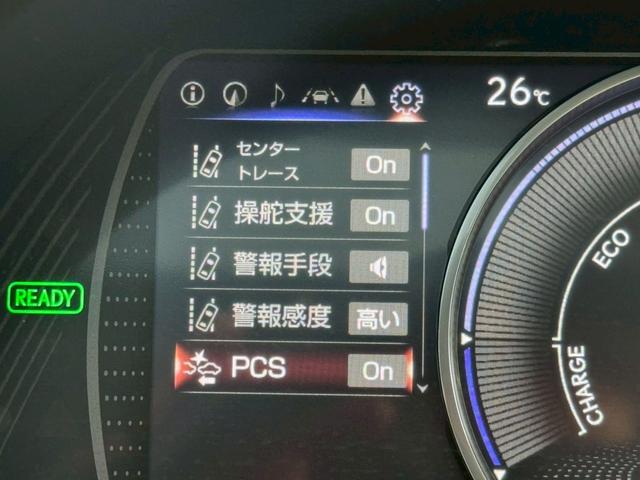 26℃
センター
トレース On
操舵支援 On
警報手段
警報感度 高い
PCS On
READY
ECO
CHARGE